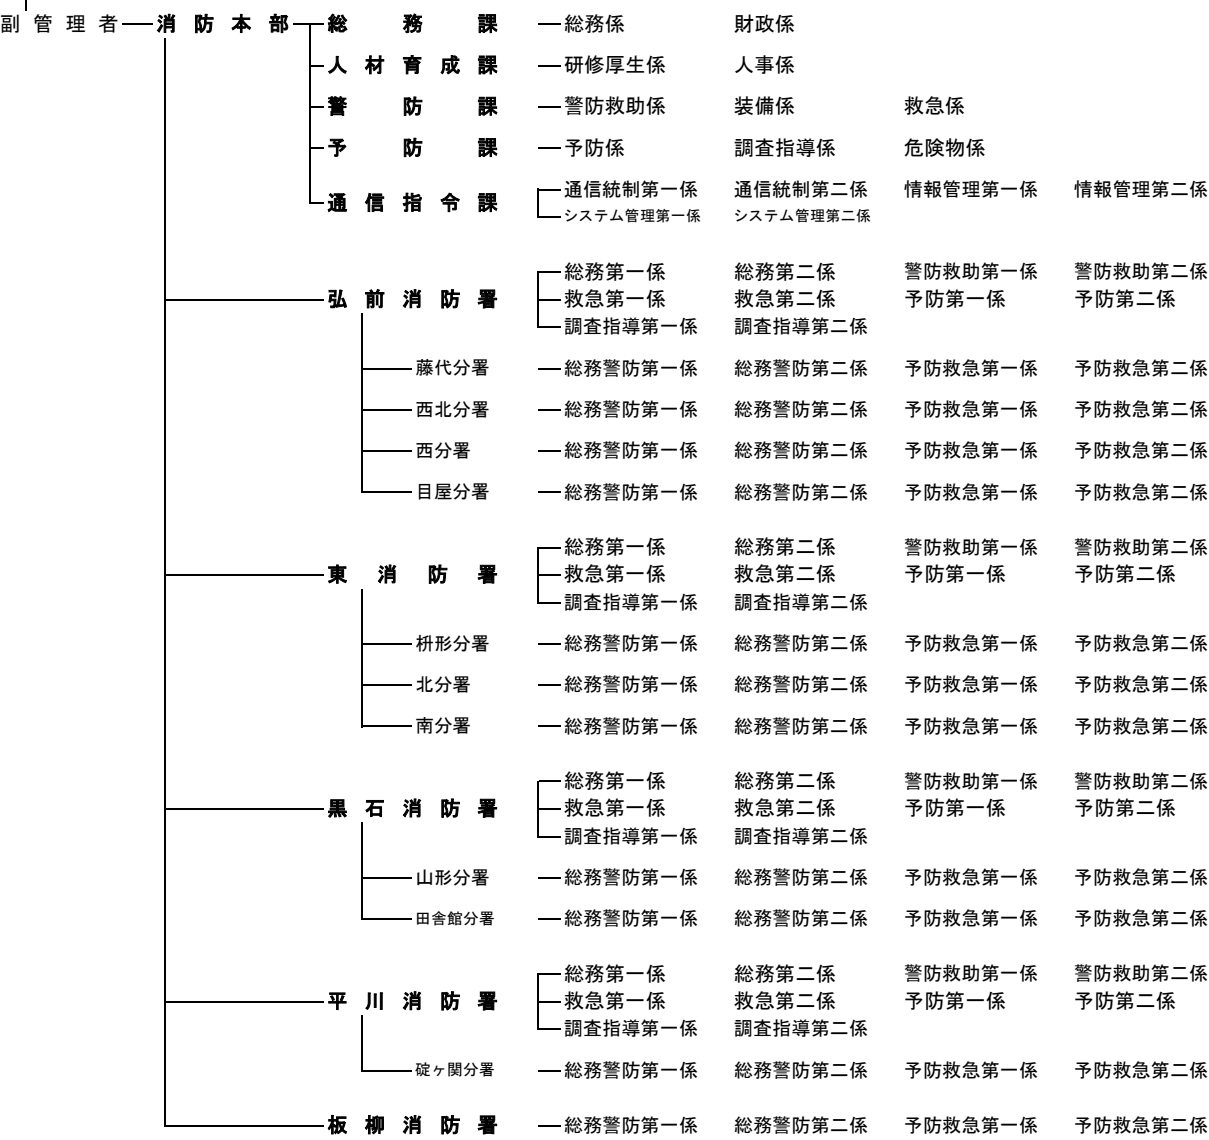 副管理者 消防本部 総務課 総務係 財政係
人材育成課 研修厚生係 人事係
警防課 警防救助係 装備係 救急係
予防課 予防係 調査指導係 危険物係
通信統制第一係 通信統制第二係 情報管理第一係 情報管理第二係
通信指令課
システム管理第一係 システム管理第二係
総務第一係 総務第二係 警防救助第一係 警防救助第二係
弘前消防署 救急第一係 救急第二係 予防第一係 予防第二係
調査指導第一係 調査指導第二係
藤代分署 総務警防第一係 総務警防第二係 予防救急第一係 予防救急第二係
西北分署 総務警防第一係 総務警防第二係 予防救急第一係 予防救急第二係
西分署 総務警防第一係 総務警防第二係 予防救急第一係 予防救急第二係
目屋分署 総務警防第一係 総務警防第二係 予防救急第一係 予防救急第二係
総務第一係 総務第二係 警防救助第一係 警防救助第二係
東消防署 救急第一係 救急第二係 予防第一係 予防第二係
調査指導第一係 調査指導第二係
枡形分署 総務警防第一係 総務警防第二係 予防救急第一係 予防救急第二係
北分署 総務警防第一係 総務警防第二係 予防救急第一係 予防救急第二係
南分署 総務警防第一係 総務警防第二係 予防救急第一係 予防救急第二係
総務第一係 総務第二係 警防救助第一係 警防救助第二係
黒石消防署 救急第一係 救急第二係 予防第一係 予防第二係
調査指導第一係 調査指導第二係
山形分署 総務警防第一係 総務警防第二係 予防救急第一係 予防救急第二係
田舎館分署 総務警防第一係 総務警防第二係 予防救急第一係 予防救急第二係
総務第一係 総務第二係 警防救助第一係 警防救助第二係
平川消防署 救急第一係 救急第二係 予防第一係 予防第二係
調査指導第一係 調査指導第二係
碇ヶ関分署 総務警防第一係 総務警防第二係 予防救急第一係 予防救急第二係
板柳消防署 総務警防第一係 総務警防第二係 予防救急第一係 予防救急第二係